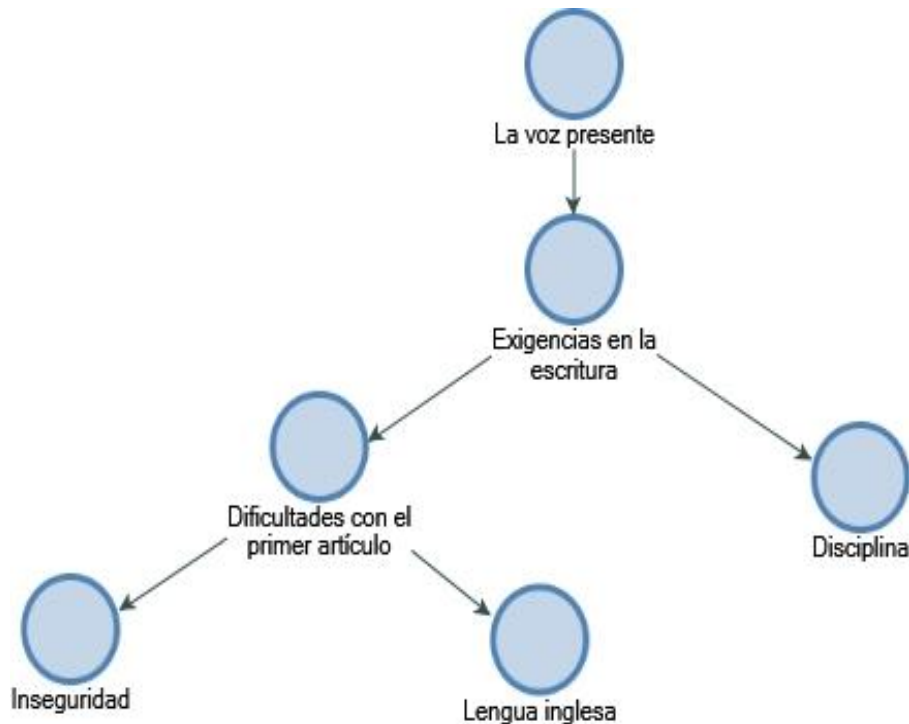 La voz presente
Exigencias en la
escritura
Dificultades con el
primer artículo
Disciplina
Inseguridad
Lengua inglesa